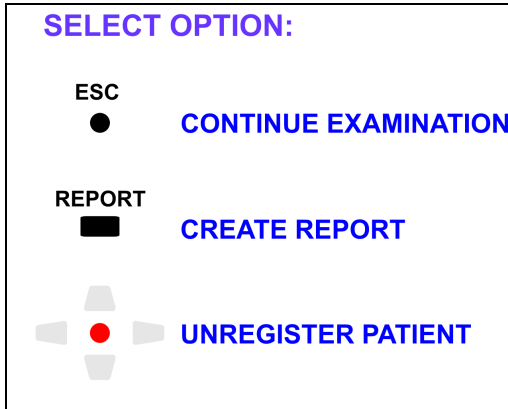 SELECT OPTION:
ESC
CONTINUE EXAMINATION
REPORT
CREATE REPORT
UNREGISTER PATIENT